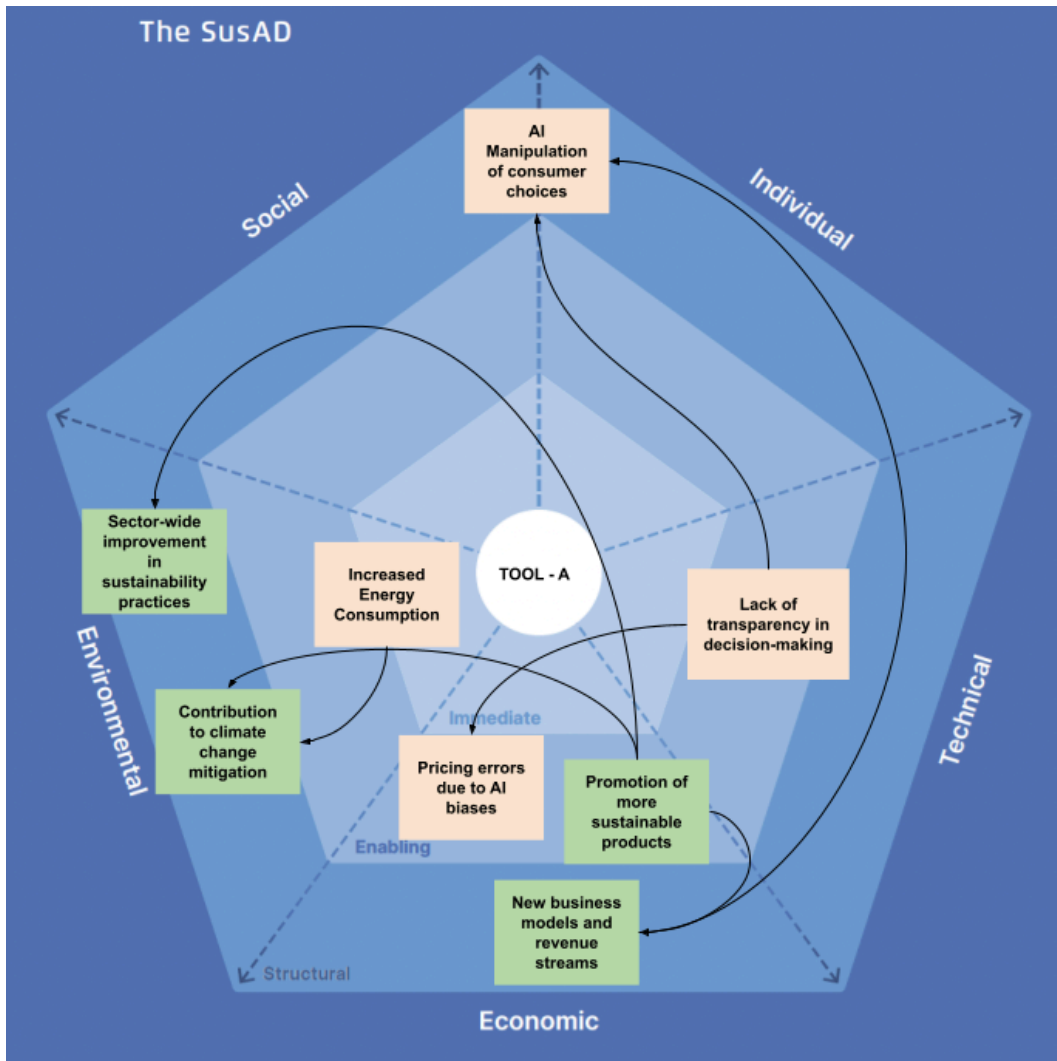 The SusAD
AI
Manipulation
of consumer
choices
Social
Individual
Sector-wide
improvement
in
sustainability
practices
Increased
Energy
Consumption
TOOL - A
Lack of
transparency in
decision-making
Environmental
Technical
Contribution
to climate
change
mitigation
Immediate
Pricing errors
due to AI
biases
Promotion of
more
sustainable
products
Enabling
New business
models and
revenue
streams
Structural
Economic